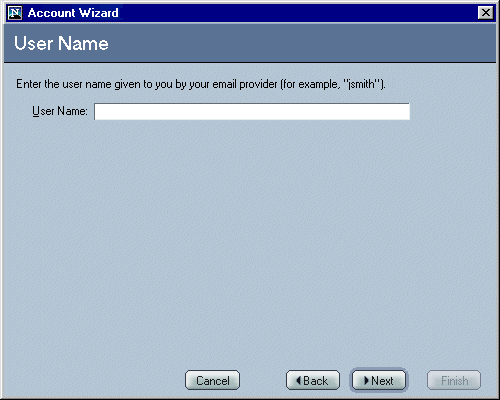 Account Wizard
User Name
Enter the user name given to you by your email provider (for example, "jsmith").
User Name:
Cancel
Back
Next
Finish